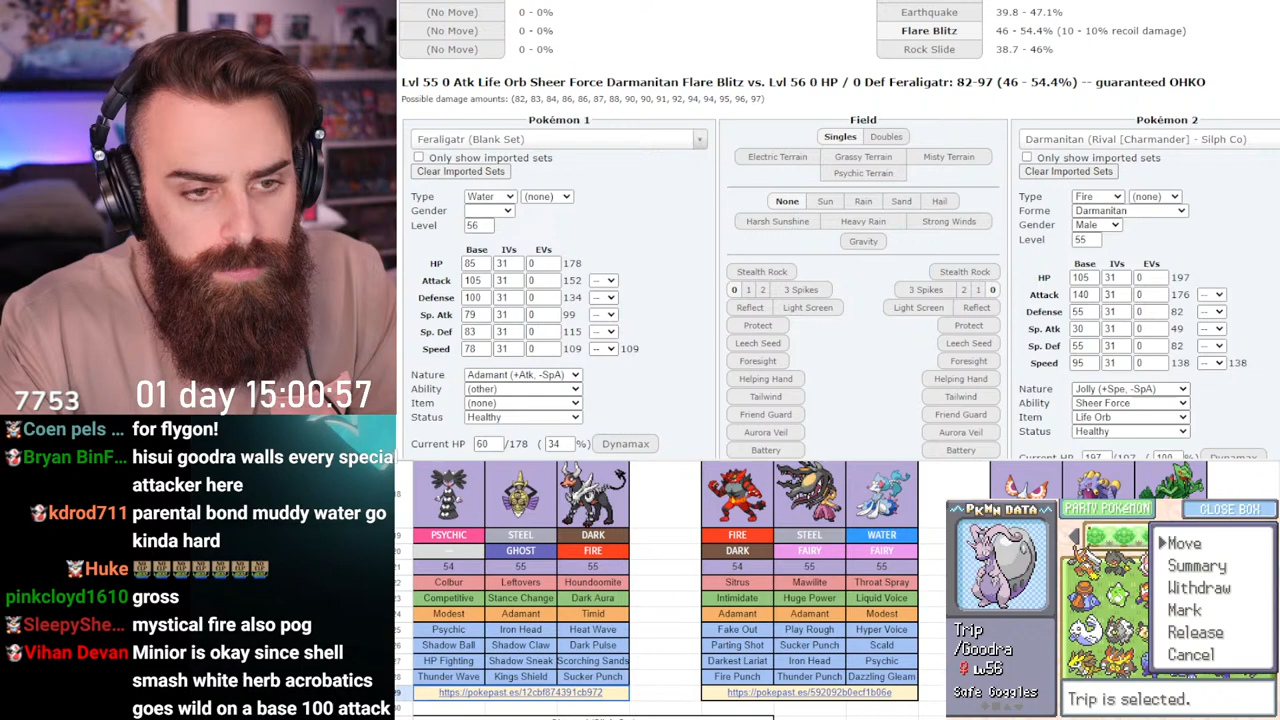 (No Move) 0 - 0%
(No Move) 0 - 0%
(No Move) 0 - 0%
Earthquake 39.8 - 47.1%
Flare Blitz 46 - 54.4% (10 - 10% recoil damage)
Rock Slide 38.7 - 46%
Lvl 55 0 Atk Life Orb Sheer Force Darmanitan Flare Blitz vs. Lvl 56 0 HP / 0 Def Feraligatr: 82-97 (46 - 54.4%) -- guaranteed OHKO
Possible damage amounts: (82, 83, 84, 86, 86, 87, 88, 90, 90, 91, 92, 94, 94, 95, 96, 97)
Pokémon 1
Feraligatr (Blank Set)
Only show imported sets
Clear Imported Sets
Type Water (none)
Gender
Level 56
Base IVs EVs
HP 85 31 0 178
Attack 105 31 0 152 --
Defense 100 31 0 134 --
Sp. Atk 79 31 0 99 --
Sp. Def 83 31 0 115 --
Speed 78 31 0 109 -- 109
Nature Adamant (+Atk, -SpA)
Ability (other)
Item (none)
Status Healthy
Current HP 60 /178 ( 34 %) Dynamax
Field
Singles Doubles
Electric Terrain Grassy Terrain Misty Terrain
Psychic Terrain
None Sun Rain Sand Hail
Harsh Sunshine Heavy Rain Strong Winds
Gravity
Stealth Rock Stealth Rock
0 1 2 3 Spikes 3 Spikes 2 1 0
Reflect Light Screen Light Screen Reflect
Protect Protect
Leech Seed Leech Seed
Foresight Foresight
Helping Hand Helping Hand
Tailwind Tailwind
Friend Guard Friend Guard
Aurora Veil Aurora Veil
Battery Battery
Pokémon 2
Darmanitan (Rival [Charmander] - Silph Co)
Only show imported sets
Clear Imported Sets
Type Fire (none)
Forme Darmanitan
Gender Male
Level 55
Base IVs EVs
HP 105 31 0 197
Attack 140 31 0 176 --
Defense 55 31 0 82 --
Sp. Atk 30 31 0 49 --
Sp. Def 55 31 0 82 --
Speed 95 31 0 138 -- 138
Nature Jolly (+Spe, -SpA)
Ability Sheer Force
Item Life Orb
Status Healthy
Current HP 197 /197 ( 100 %) Dynamax
7753
01 day 15:00:57
Coen pels ... for flygon!
Bryan BinF... hisui goodra walls every special
attacker here
kdrod711 parental bond muddy water go
kinda hard
Huke
pinkcloyd1610 gross
SleepyShe... mystical fire also pog
Vihan Devan Minior is okay since shell
smash white herb acrobatics
goes wild on a base 100 attack
18
19 PSYCHIC STEEL DARK FIRE STEEL WATER
20 — GHOST FIRE DARK FAIRY FAIRY
21 54 55 55 54 55 55
22 Colbur Leftovers Houndoomite Sitrus Mawilite Throat Spray
23 Competitive Stance Change Dark Aura Intimidate Huge Power Liquid Voice
24 Modest Adamant Timid Adamant Adamant Modest
25 Psychic Iron Head Heat Wave Fake Out Play Rough Hyper Voice
26 Shadow Ball Shadow Claw Dark Pulse Parting Shot Sucker Punch Scald
27 HP Fighting Shadow Sneak Scorching Sands Darkest Lariat Iron Head Psychic
28 Thunder Wave Kings Shield Sucker Punch Fire Punch Thunder Punch Dazzling Gleam
29 https://pokepast.es/12cbf874391cb972 https://pokepast.es/592092b0ecf1b06e
30
PKMN DATA
PARTY POKéMON
CLOSE BOX
Trip
/Goodra
♀ Lv56
Safe Goggles
Move
Summary
Withdraw
Mark
Release
Cancel
Trip is selected.